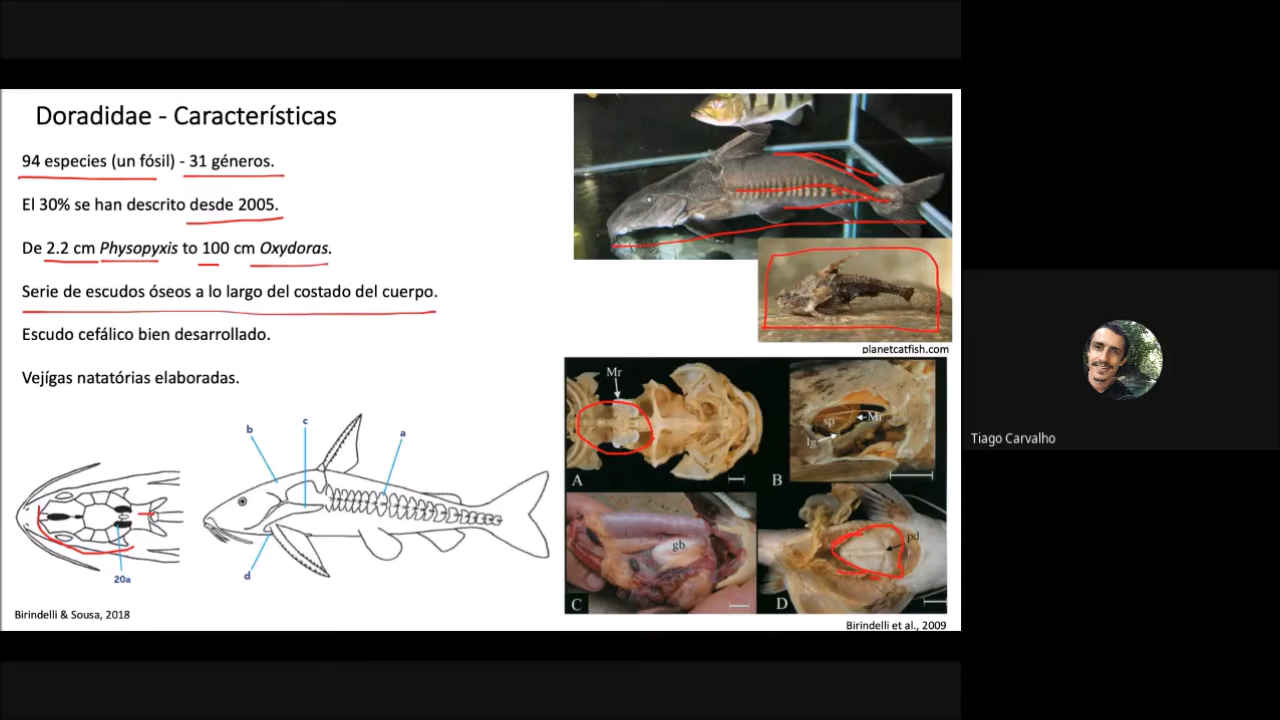 Doradidae - Características
94 especies (un fósil) - 31 géneros.
El 30% se han descrito desde 2005.
De 2.2 cm Physopyxis to 100 cm Oxydoras.
Serie de escudos óseos a lo largo del costado del cuerpo.
Escudo cefálico bien desarrollado.
Vejígas natatórias elaboradas.
planetcatfish.com
b
c
a
d
20a
Birindelli & Sousa, 2018
Mr
A
sp
Mr
lg
B
gb
C
pd
D
Birindelli et al., 2009
Tiago Carvalho